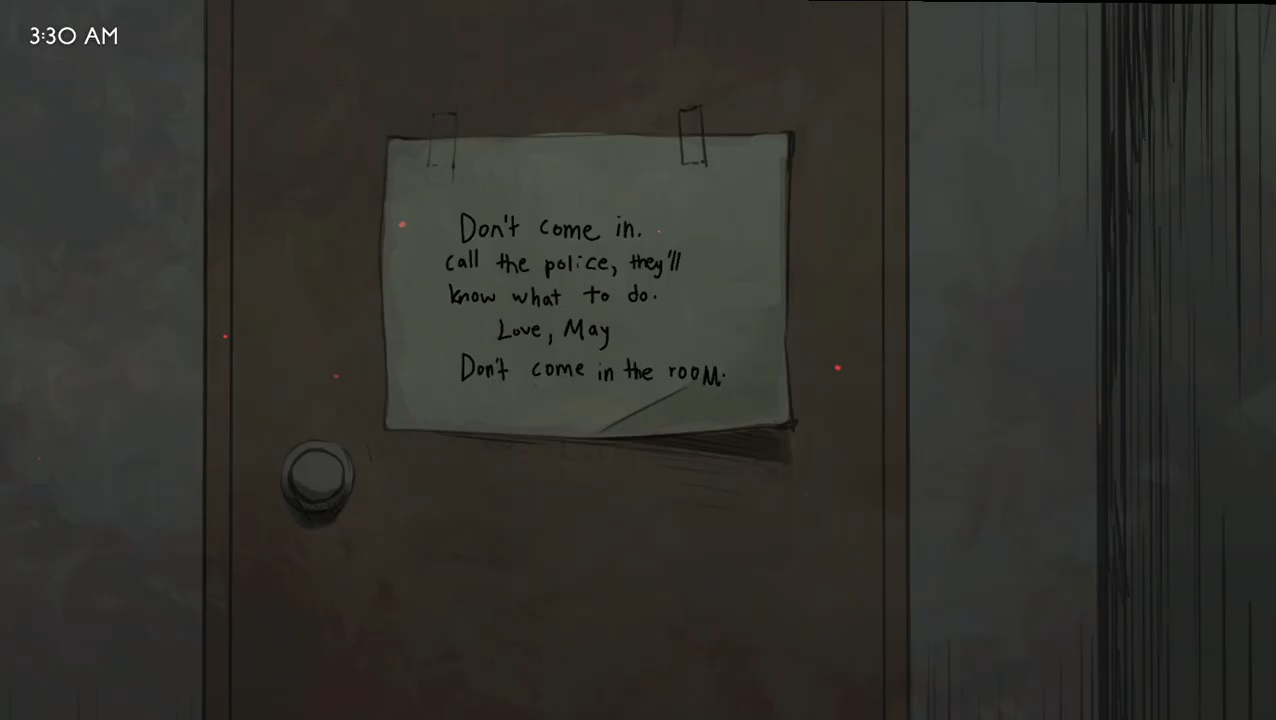 3:30 AM
Don't come in.
call the police, they'll
know what to do.
Love, May
Don't come in the room.